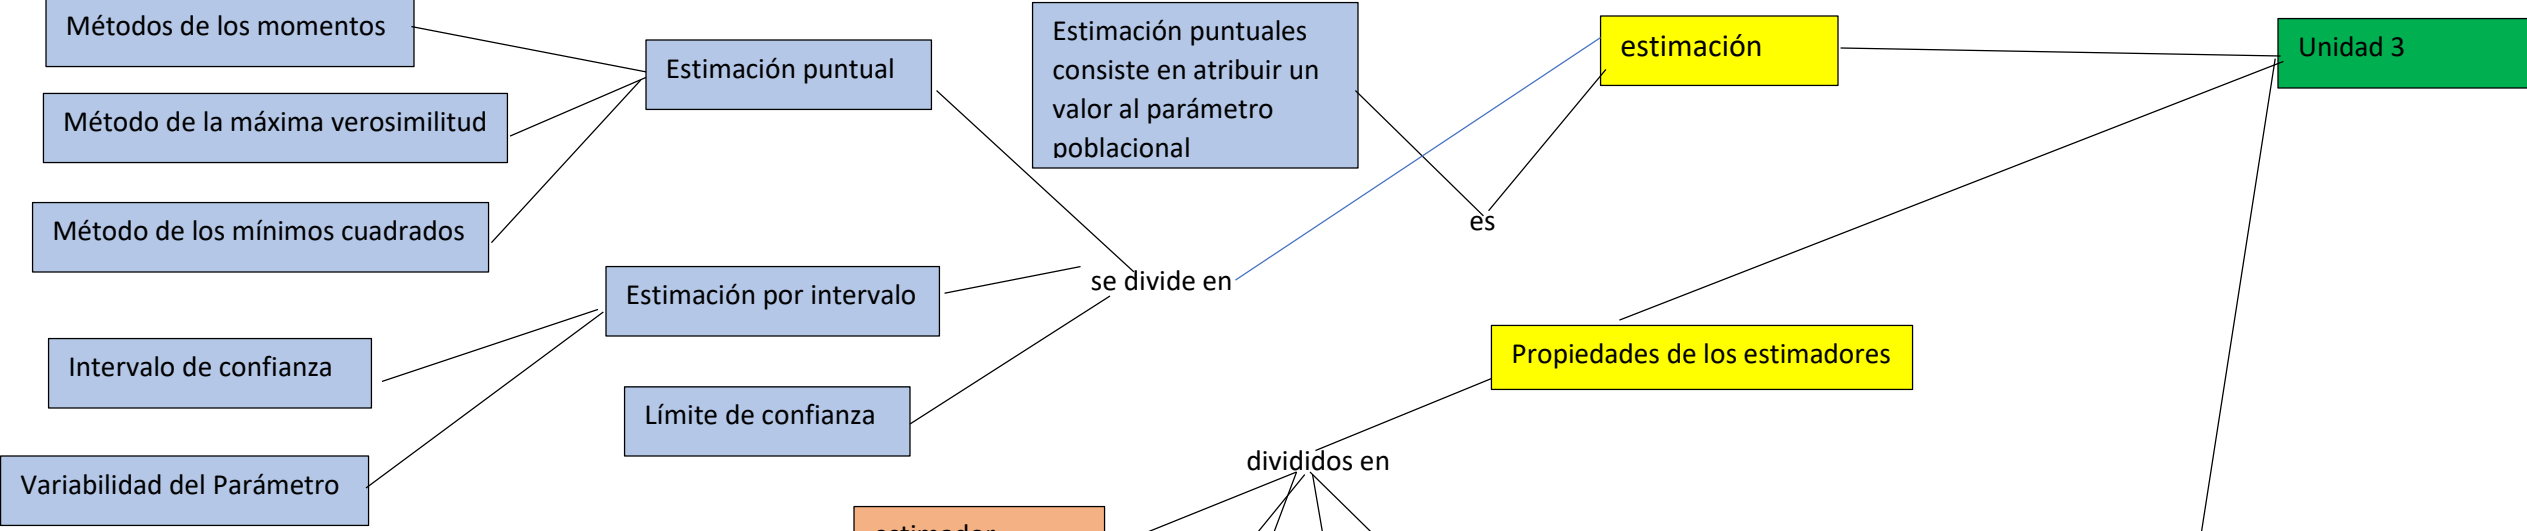 Métodos de los momentos
Método de la máxima verosimilitud
Método de los mínimos cuadrados
Intervalo de confianza
Variabilidad del Parámetro
Estimación puntual
Estimación por intervalo
Límite de confianza
Estimación puntuales
consiste en atribuir un
valor al parámetro
poblacional
se divide en
es
estimación
Unidad 3
Propiedades de los estimadores
divididos en
estimador